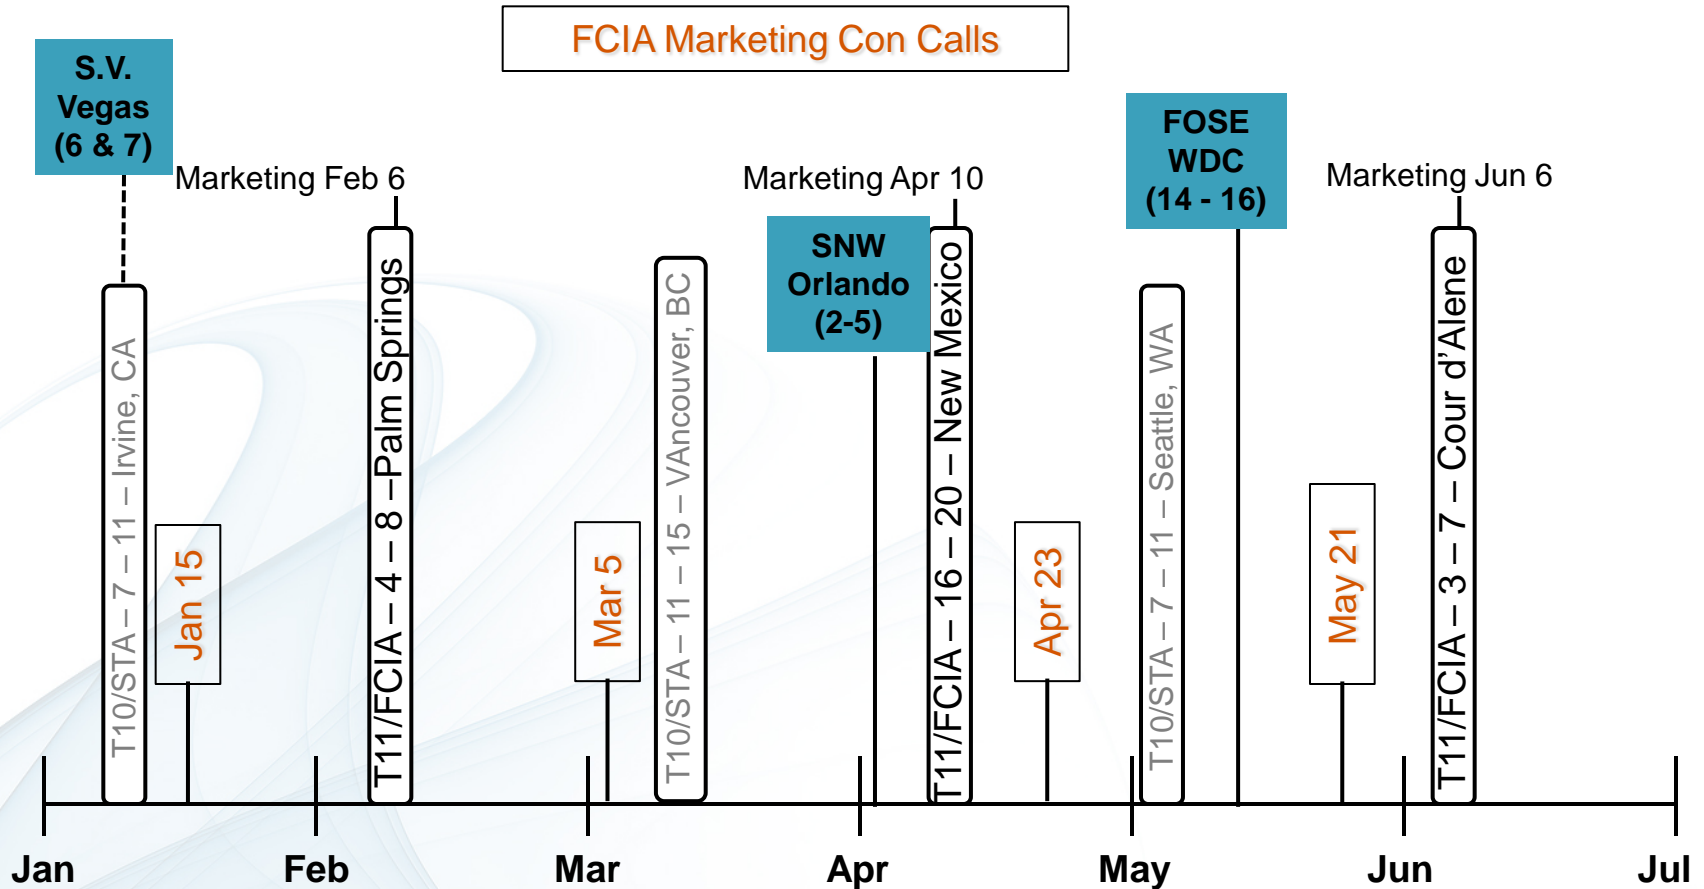 FCIA Marketing Con Calls
S.V.
Vegas
(6 & 7)
Marketing Feb 6
Marketing Apr 10
FOSE
WDC
(14 - 16)
Marketing Jun 6
SNW
Orlando
(2-5)
T10/STA – 7 – 11 – Irvine, CA
Jan 15
T11/FCIA – 4 – 8 –Palm Springs
Mar 5
T10/STA – 11 – 15 – VAncouver, BC
T11/FCIA – 16 – 20 – New Mexico
Apr 23
T10/STA – 7 – 11 – Seattle, WA
May 21
T11/FCIA – 3 – 7 – Cour d’Alene
Jan Feb Mar Apr May Jun Jul